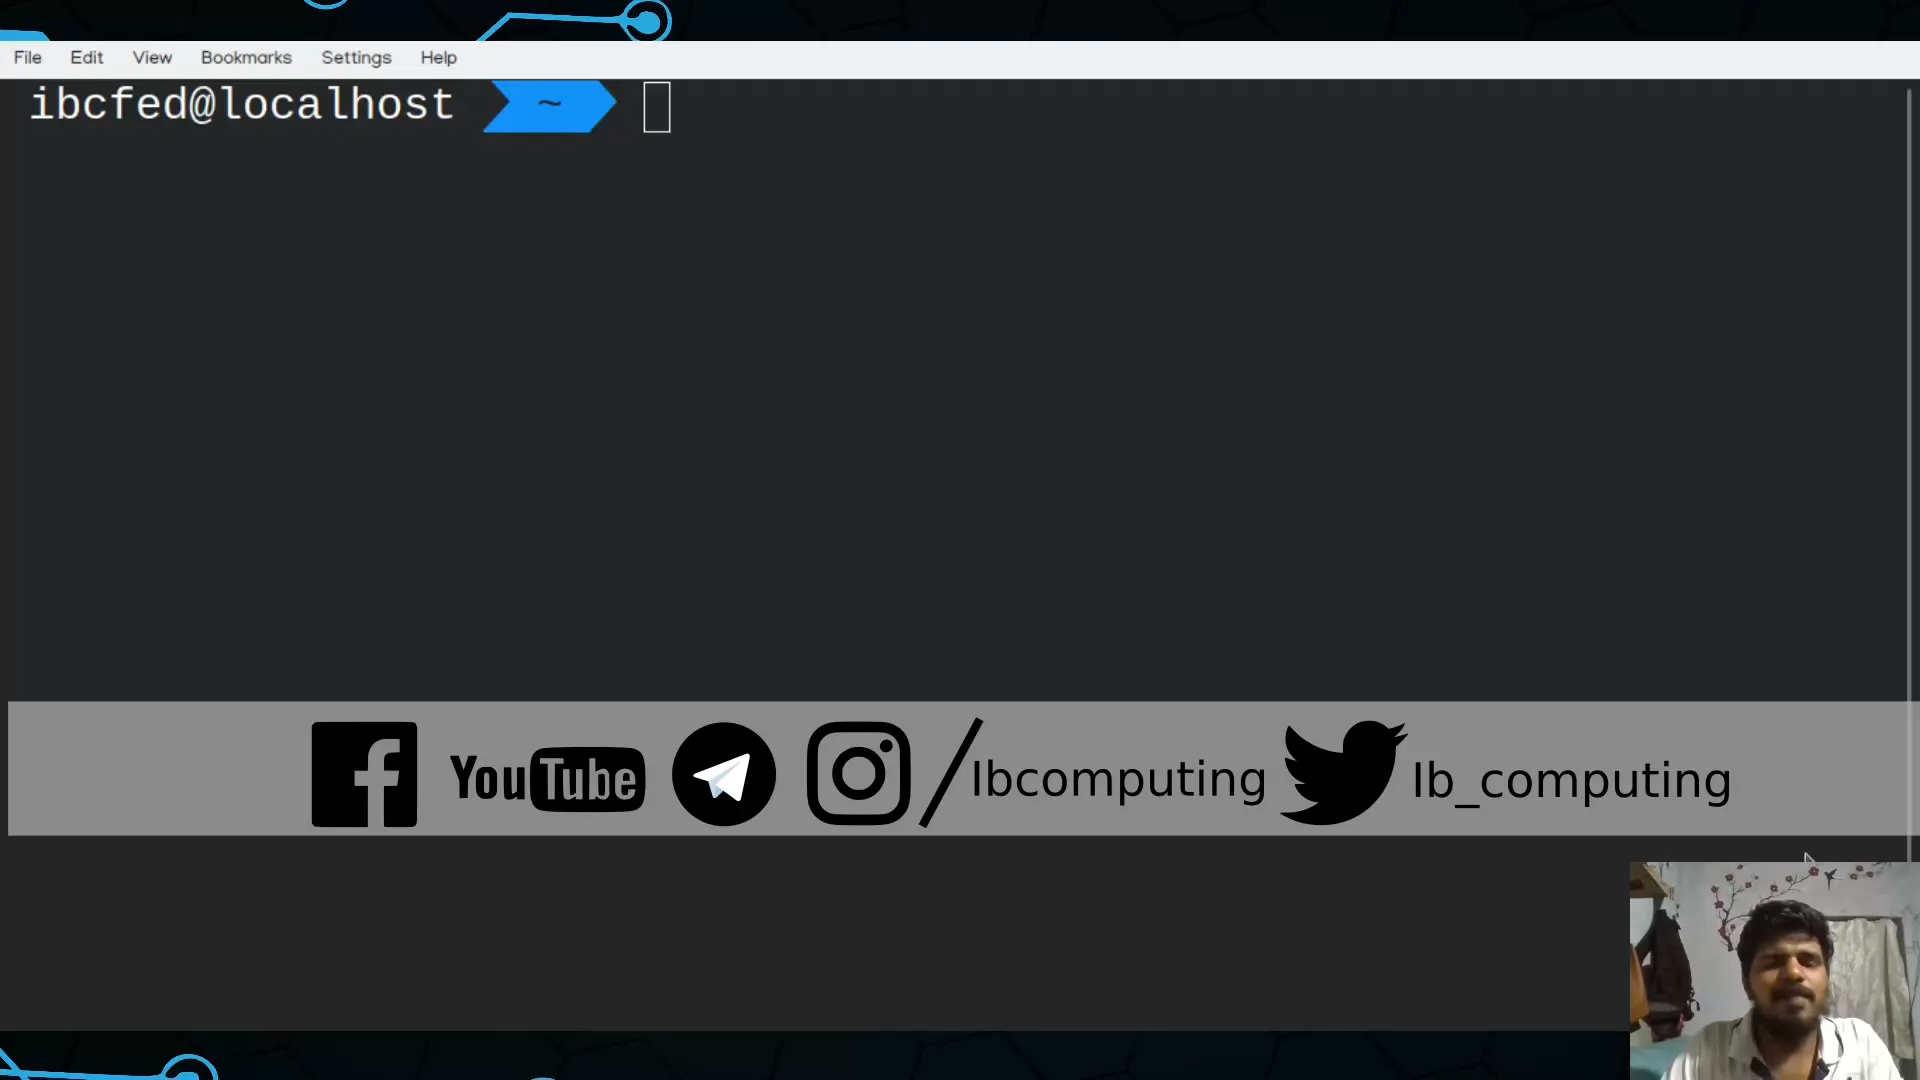 File Edit View Bookmarks Settings Help
ibcfed@localhost ~
YouTube /Ibcomputing Ib_computing